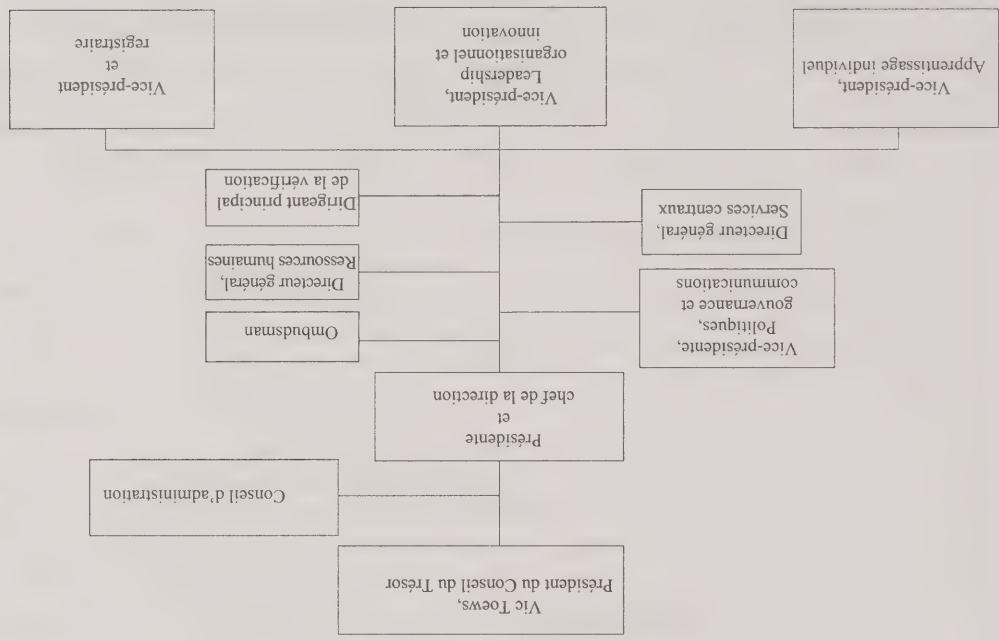 Vic Toews,
Président du Conseil du Trésor
Conseil d'administration
Présidente
et
chef de la direction
Vice-présidente,
Politiques,
gouvernance et
communications
Ombudsman
Directeur général,
Ressources humaines
Directeur général,
Services centraux
Dirigeant principal
de la vérification
Vice-président,
Apprentissage individuel
Vice-président,
Leadership
organisationnel et
innovation
Vice-président
et
registraire